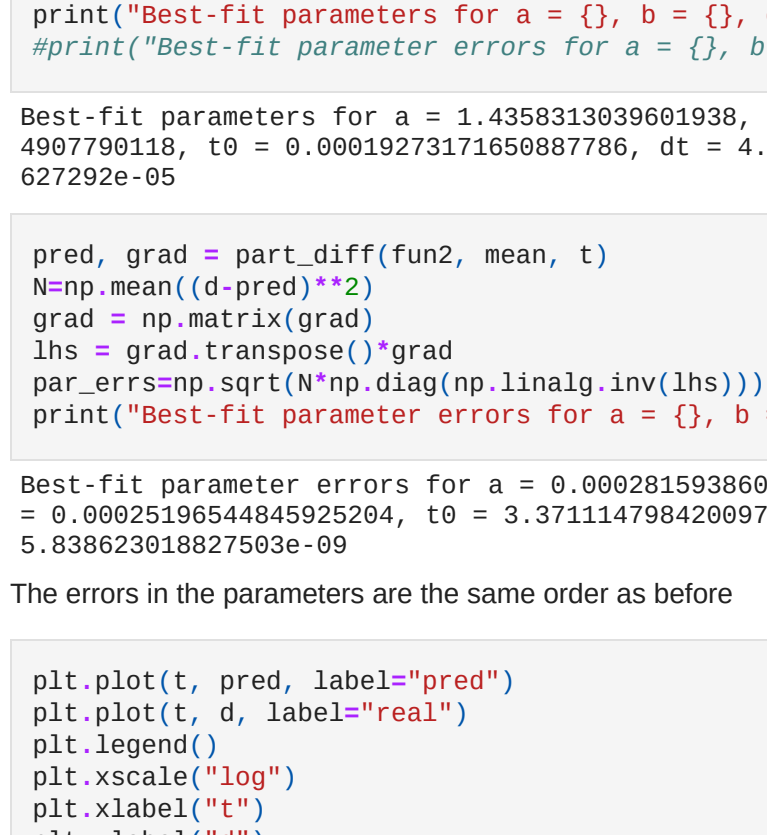 print("Best-fit parameters for a = {}, b = {},
#print("Best-fit parameter errors for a = {}, b
Best-fit parameters for a = 1.4358313039601938,
4907790118, t0 = 0.00019273171650887786, dt = 4.
627292e-05
pred, grad = part_diff(fun2, mean, t)
N=np.mean((d-pred)**2)
grad = np.matrix(grad)
lhs = grad.transpose()*grad
par_errs=np.sqrt(N*np.diag(np.linalg.inv(lhs)))
print("Best-fit parameter errors for a = {}, b =
Best-fit parameter errors for a = 0.000281593860
= 0.00025196544845925204, t0 = 3.371114798420097
5.838623018827503e-09
The errors in the parameters are the same order as before
plt.plot(t, pred, label="pred")
plt.plot(t, d, label="real")
plt.legend()
plt.xscale("log")
plt.xlabel("t")